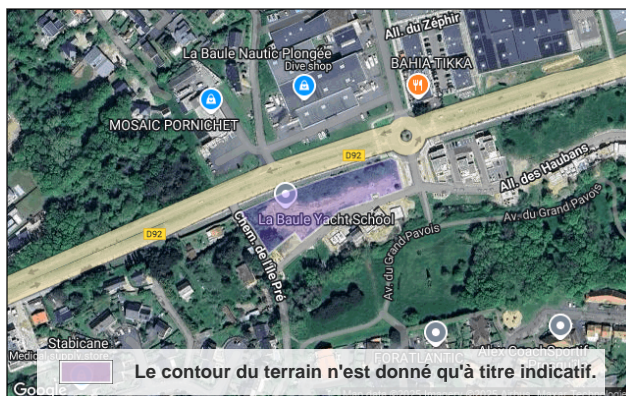 All. du Zéphir
La Baule Nautic Plongée
Dive shop
BAHIA TIKKA
MOSAIC PORNICHET
D92
All. des Haubans
La Baule Yacht School
Av. du Grand Pavois
D92
Chem. de l'Île Pré
Av. du Grand Pavois
Stabicane
Medical supply store
FORATLANTIC
Alex CoachSportif
Le contour du terrain n'est donné qu'à titre indicatif.
Google